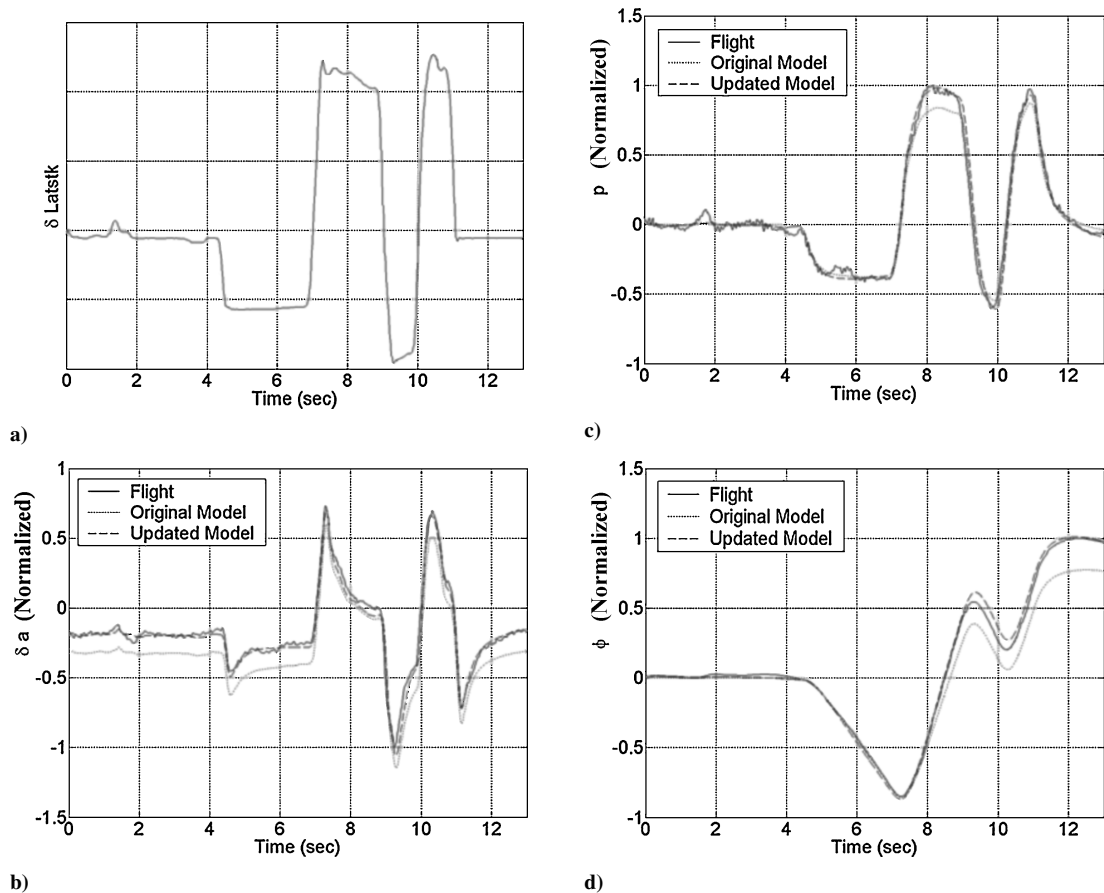 δ Latstk
0 2 4 6 8 10 12
Time (sec)
a)
1.5
1
0.5
0
-0.5
-1
p (Normalized)
Flight
Original Model
Updated Model
0 2 4 6 8 10 12
Time (sec)
c)
1
0.5
0
-0.5
-1
-1.5
δ a (Normalized)
Flight
Original Model
Updated Model
0 2 4 6 8 10 12
Time (sec)
b)
1.5
1
0.5
0
-0.5
-1
ϕ (Normalized)
Flight
Original Model
Updated Model
0 2 4 6 8 10 12
Time (sec)
d)